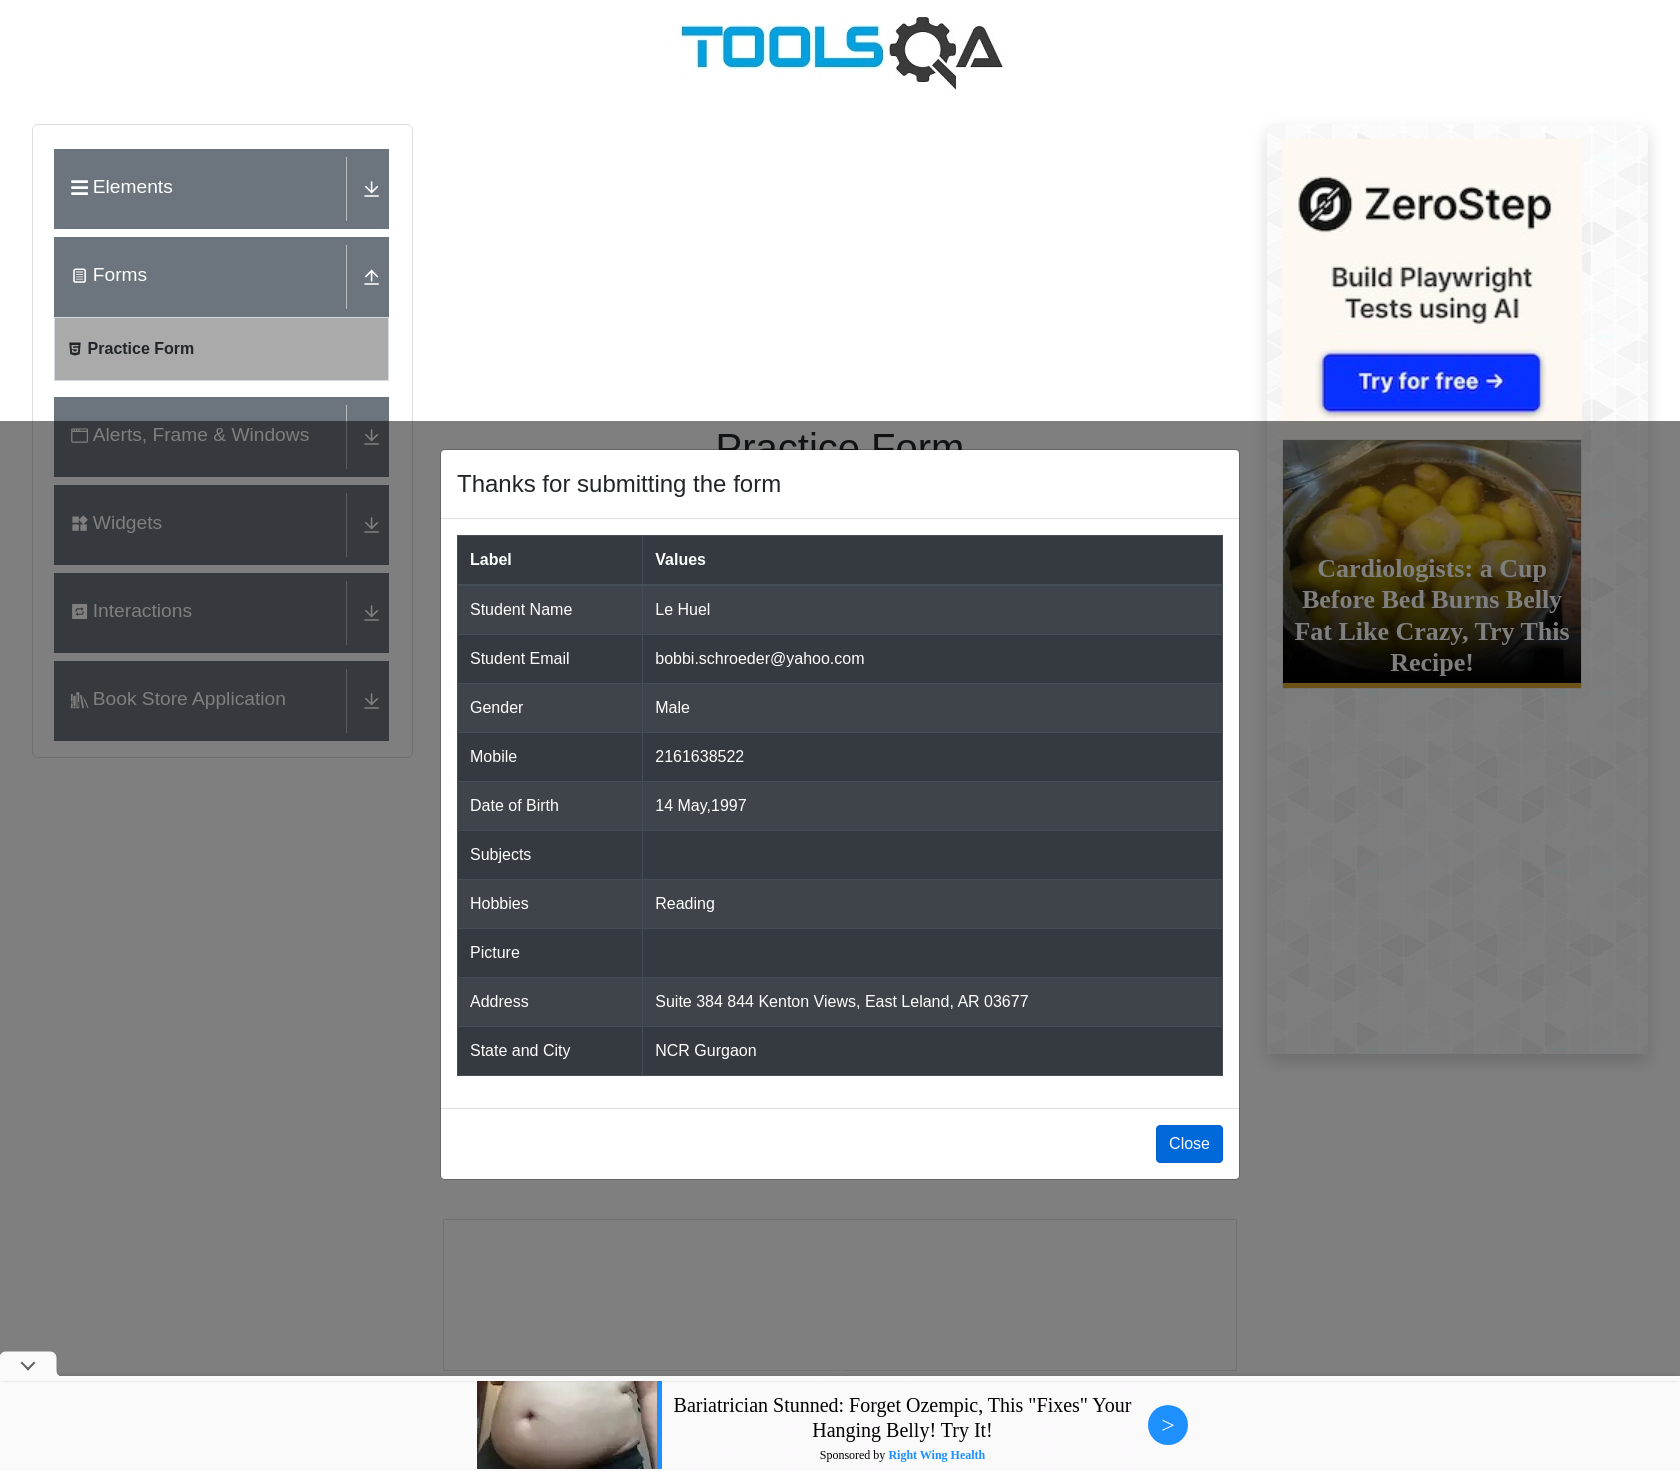 TOOLSQA
Elements
Forms
Practice Form
Alerts, Frame & Windows
Widgets
Interactions
Book Store Application
Practice Form
Thanks for submitting the form
Label Values
Student Name Le Huel
Student Email bobbi.schroeder@yahoo.com
Gender Male
Mobile 2161638522
Date of Birth 14 May,1997
Subjects
Hobbies Reading
Picture
Address Suite 384 844 Kenton Views, East Leland, AR 03677
State and City NCR Gurgaon
Close
ZeroStep
Build Playwright
Tests using AI
Try for free →
Cardiologists: a Cup
Before Bed Burns Belly
Fat Like Crazy, Try This
Recipe!
Bariatrician Stunned: Forget Ozempic, This "Fixes" Your
Hanging Belly! Try It!
Sponsored by Right Wing Health
>